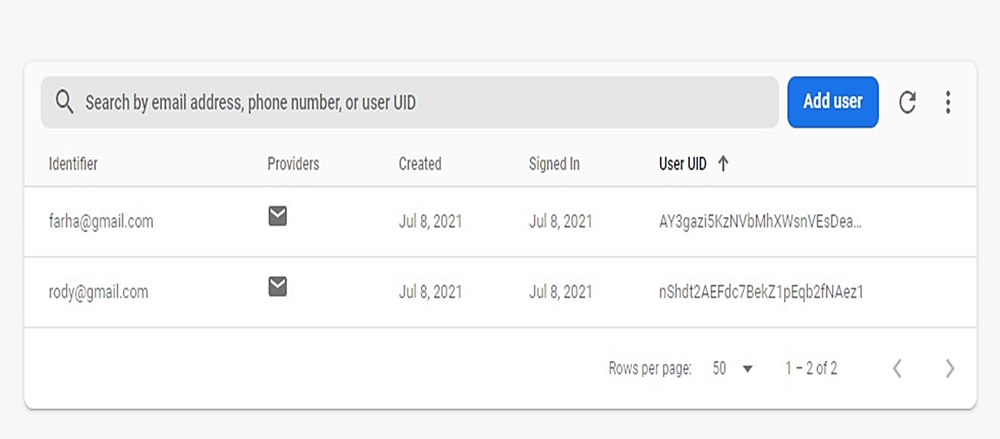 Search by email address, phone number, or user UID Add user
Identifier Providers Created Signed In User UID
farha@gmail.com Jul 8, 2021 Jul 8, 2021 AY3gazi5KzNVbMhXWsnVEsDea...
rody@gmail.com Jul 8, 2021 Jul 8, 2021 nShdt2AEFdc7BekZ1pEqb2fNAez1
Rows per page: 50 1 – 2 of 2